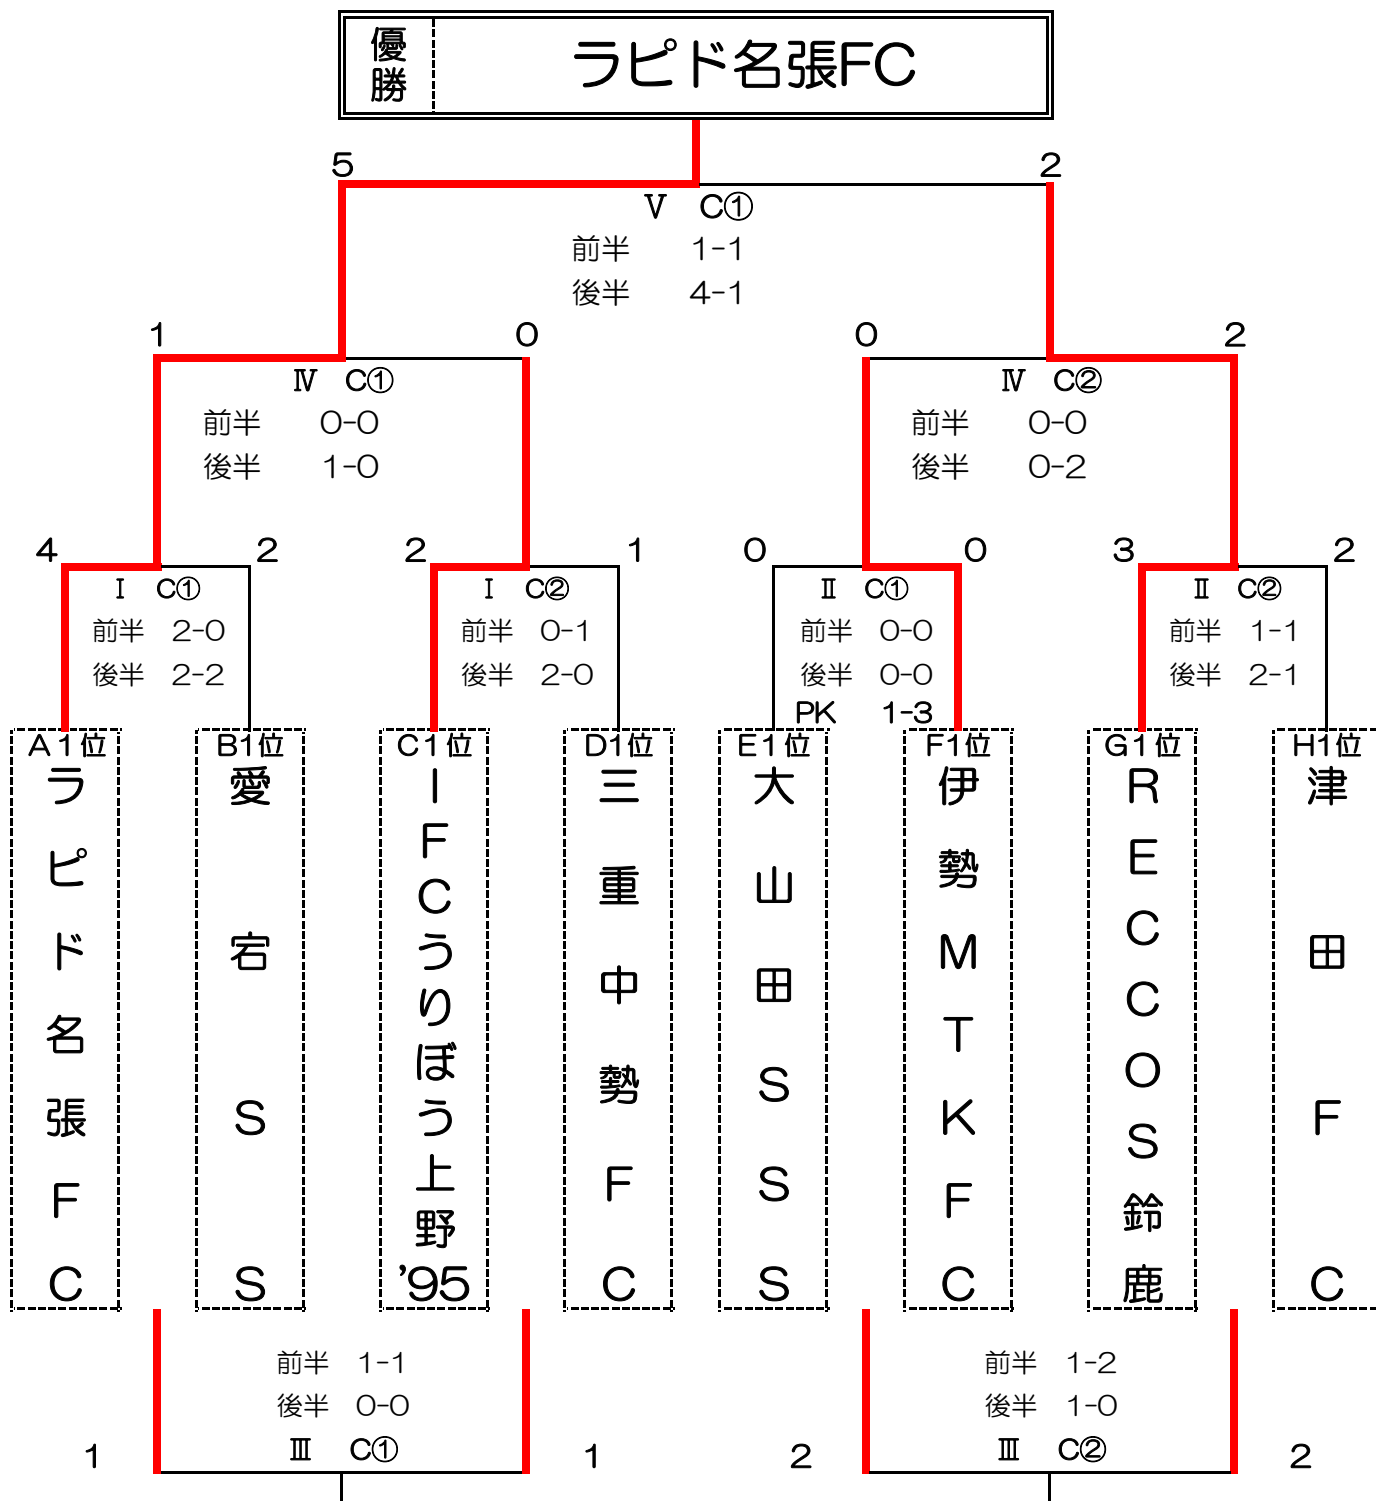 優勝 ラピド名張FC
5 2
Ⅴ C①
前半 1-1
後半 4-1
1 0 0 2
Ⅳ C① Ⅳ C②
前半 0-0 前半 0-0
後半 1-0 後半 0-2
4 2 2 1 0 0 3 2
Ⅰ C① Ⅰ C② Ⅱ C① Ⅱ C②
前半 2-0 前半 0-1 前半 0-0 前半 1-1
後半 2-2 後半 2-0 後半 0-0 後半 2-1
PK 1-3
A1位 B1位 C1位 D1位 E1位 F1位 G1位 H1位
ラピド名張FC
愛宕SS
IFCうりぼう上野'95
三重中勢FC
大山田SSS
伊勢MTKFC
RECCOS鈴鹿
津田FC
前半 1-1 前半 1-2
後半 0-0 後半 1-0
1 Ⅲ C① 1 2 Ⅲ C② 2